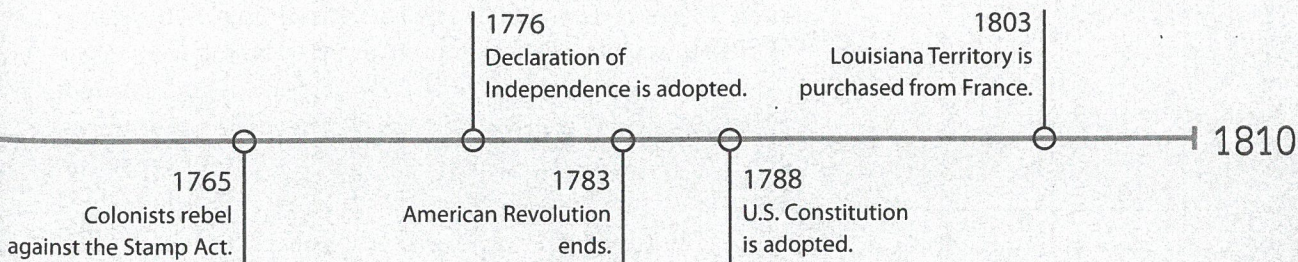 1776
Declaration of
Independence is adopted.
1803
Louisiana Territory is
purchased from France.
1810
1765
Colonists rebel
against the Stamp Act.
1783
American Revolution
ends.
1788
U.S. Constitution
is adopted.